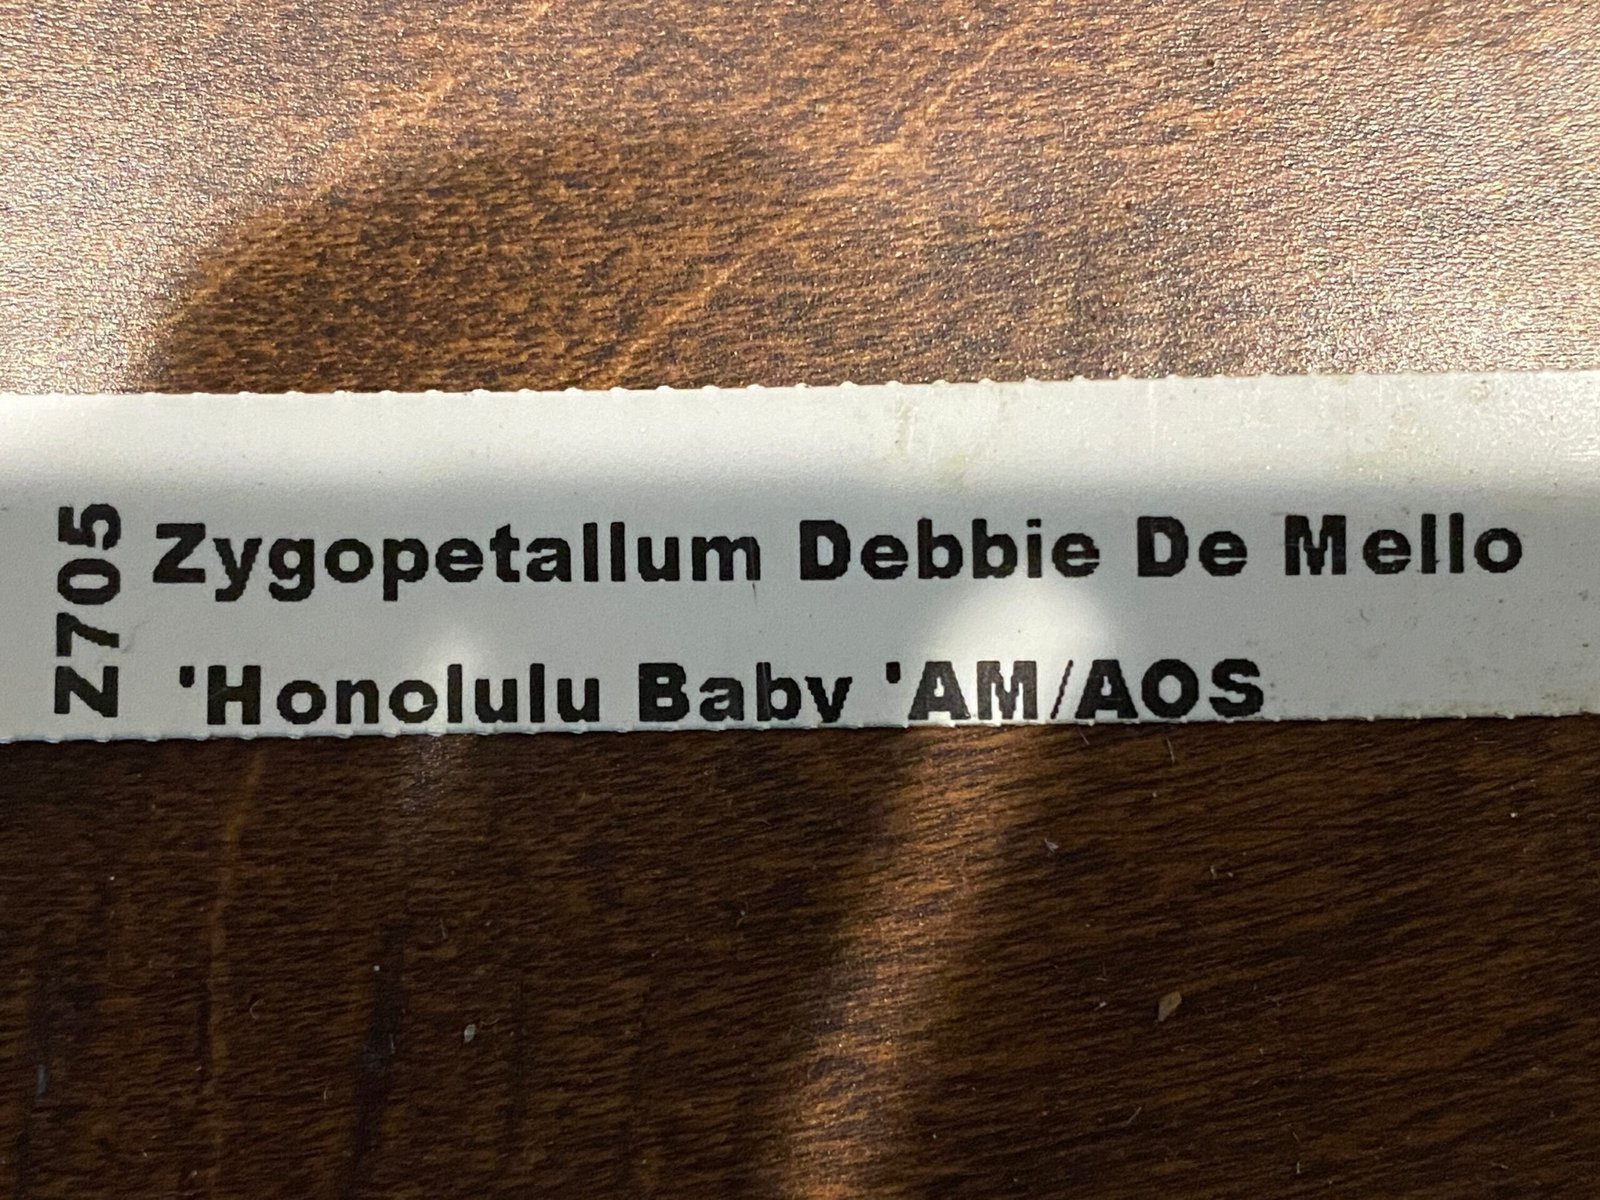 Z705
Zygopetallum Debbie De Mello
'Honolulu Baby 'AM/AOS